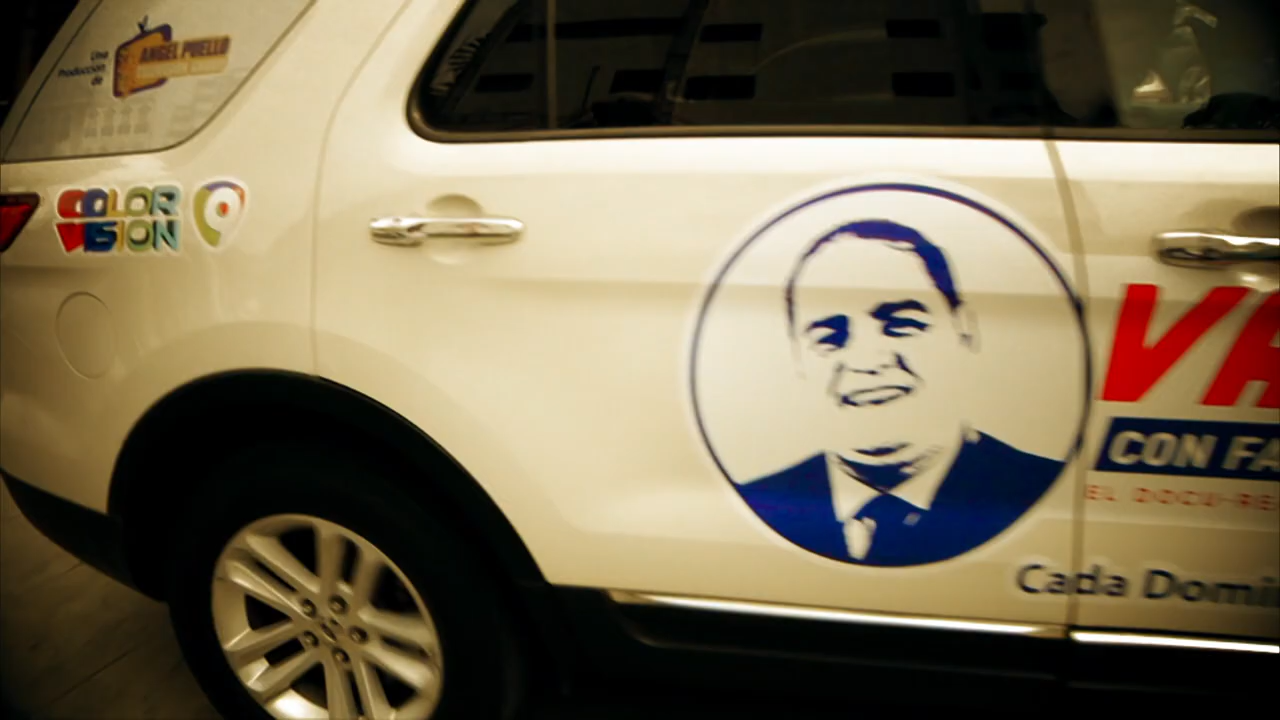 Una
Producción
de
ANGEL PUELLO
COLOR
VISION
VA
CON FA
EL DOCU-RE
Cada Domi